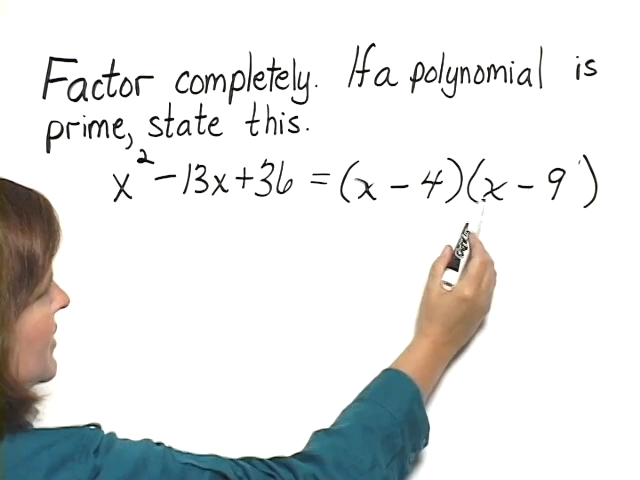 Factor completely. If a polynomial is
prime, state this.
x² - 13x + 36 = (x - 4)(x - 9)